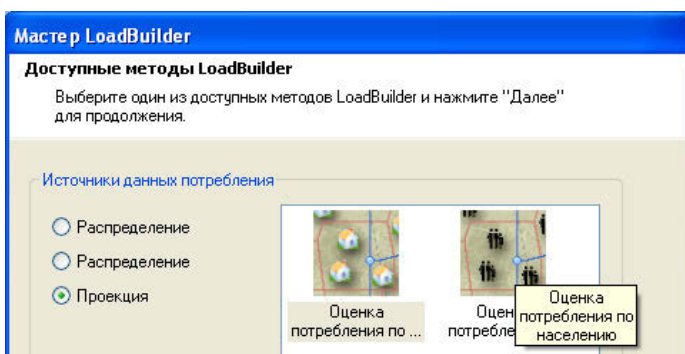 Мастер LoadBuilder
Доступные методы LoadBuilder
Выберите один из доступных методов LoadBuilder и нажмите "Далее"
для продолжения.
Источники данных потребления
Распределение
Распределение
Проекция
Оценка
потребления по ...
Оцен
потребле
Оценка
потребления по
населению